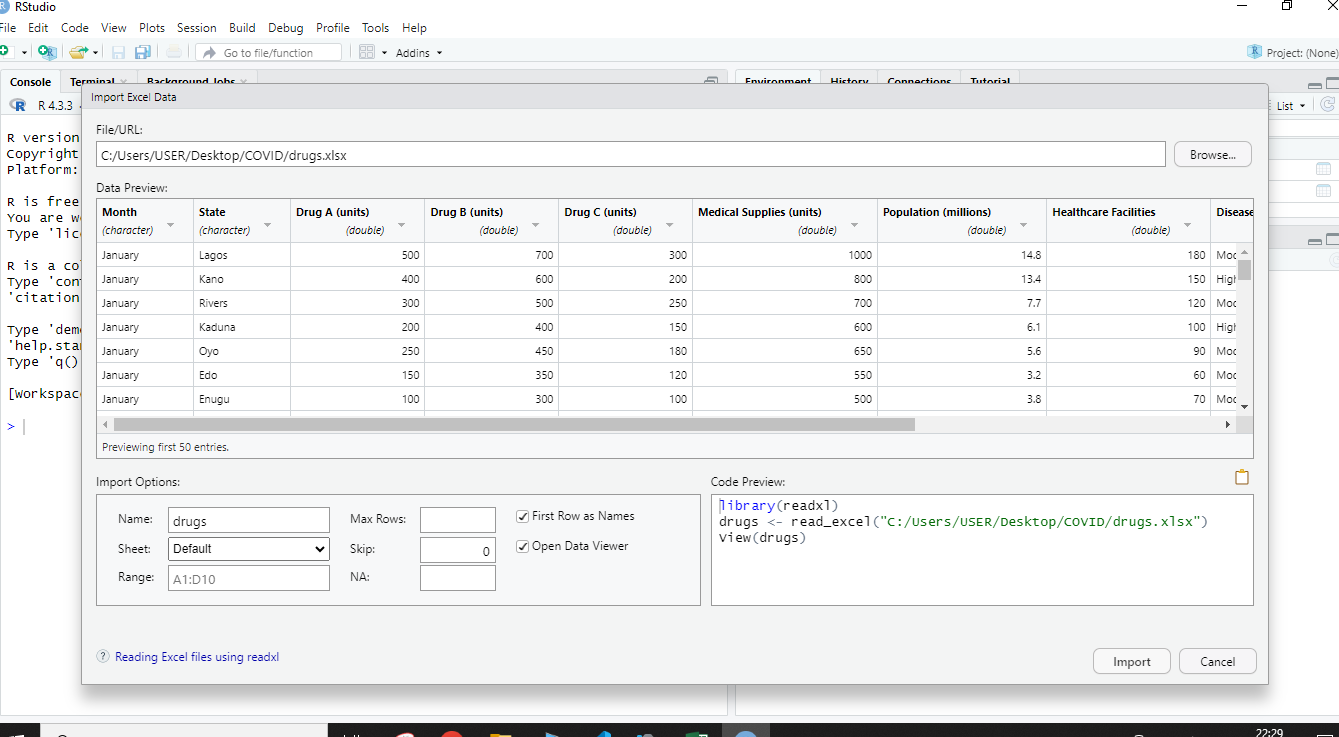 RStudio
File Edit Code View Plots Session Build Debug Profile Tools Help
Go to file/function Addins Project: (None)
Console Terminal Background Jobs Environment History Connections Tutorial
R 4.3.3 List
Import Excel Data
File/URL:
C:/Users/USER/Desktop/COVID/drugs.xlsx Browse...
Data Preview:
Month State Drug A (units) Drug B (units) Drug C (units) Medical Supplies (units) Population (millions) Healthcare Facilities Disease
(character) (character) (double) (double) (double) (double) (double) (double)
January Lagos 500 700 300 1000 14.8 180
January Kano 400 600 200 800 13.4 150
January Rivers 300 500 250 700 7.7 120
January Kaduna 200 400 150 600 6.1 100
January Oyo 250 450 180 650 5.6 90
January Edo 150 350 120 550 3.2 60
January Enugu 100 300 100 500 3.8 70
Previewing first 50 entries.
R version
Copyright
Platform:
R is free
You are w
Type 'lic
R is a co
Type 'con
'citation
Type 'dem
'help.sta
Type 'q()
[Workspac
>
Import Options:
Name: drugs Max Rows: First Row as Names
Sheet: Default Skip: 0 Open Data Viewer
Range: A1:D10 NA:
Code Preview:
library(readxl)
drugs <- read_excel("C:/Users/USER/Desktop/COVID/drugs.xlsx")
View(drugs)
? Reading Excel files using readxl
Import Cancel
22:29